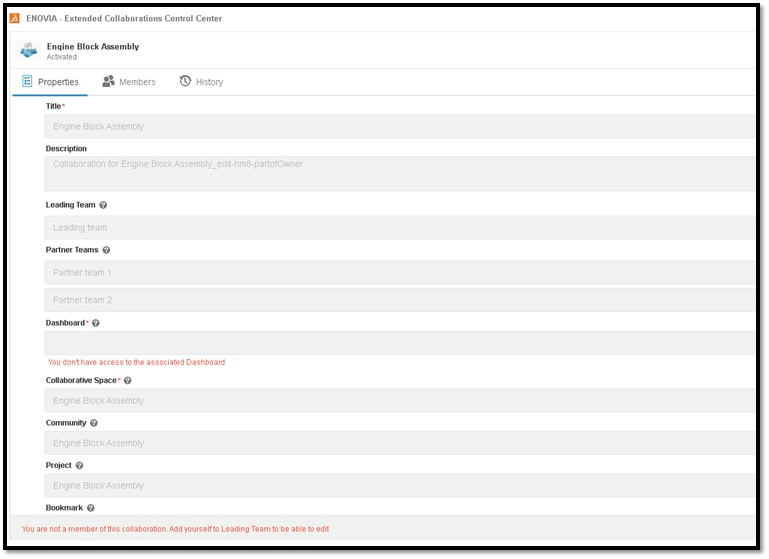 ENOVIA - Extended Collaborations Control Center
Engine Block Assembly
Activated
Properties Members History
Title*
Engine Block Assembly
Description
Collaboration for Engine Block Assembly_edit-hm8-partofOwner
Leading Team
Leading team
Partner Teams
Partner team 1
Partner team 2
Dashboard*
You don't have access to the associated Dashboard
Collaborative Space*
Engine Block Assembly
Community
Engine Block Assembly
Project
Engine Block Assembly
Bookmark
You are not a member of this collaboration. Add yourself to Leading Team to be able to edit